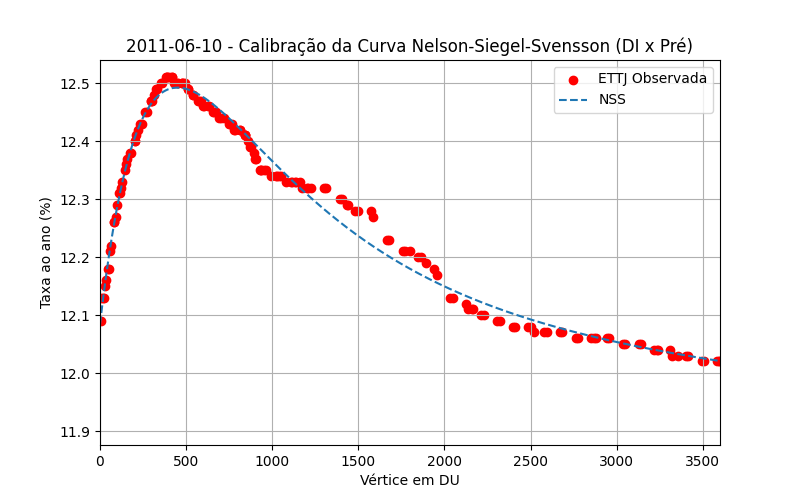 2011-06-10 - Calibração da Curva Nelson-Siegel-Svensson (DI x Pré)
ETTJ Observada
NSS
Taxa ao ano (%)
12.5
12.4
12.3
12.2
12.1
12.0
11.9
0 500 1000 1500 2000 2500 3000 3500
Vértice em DU